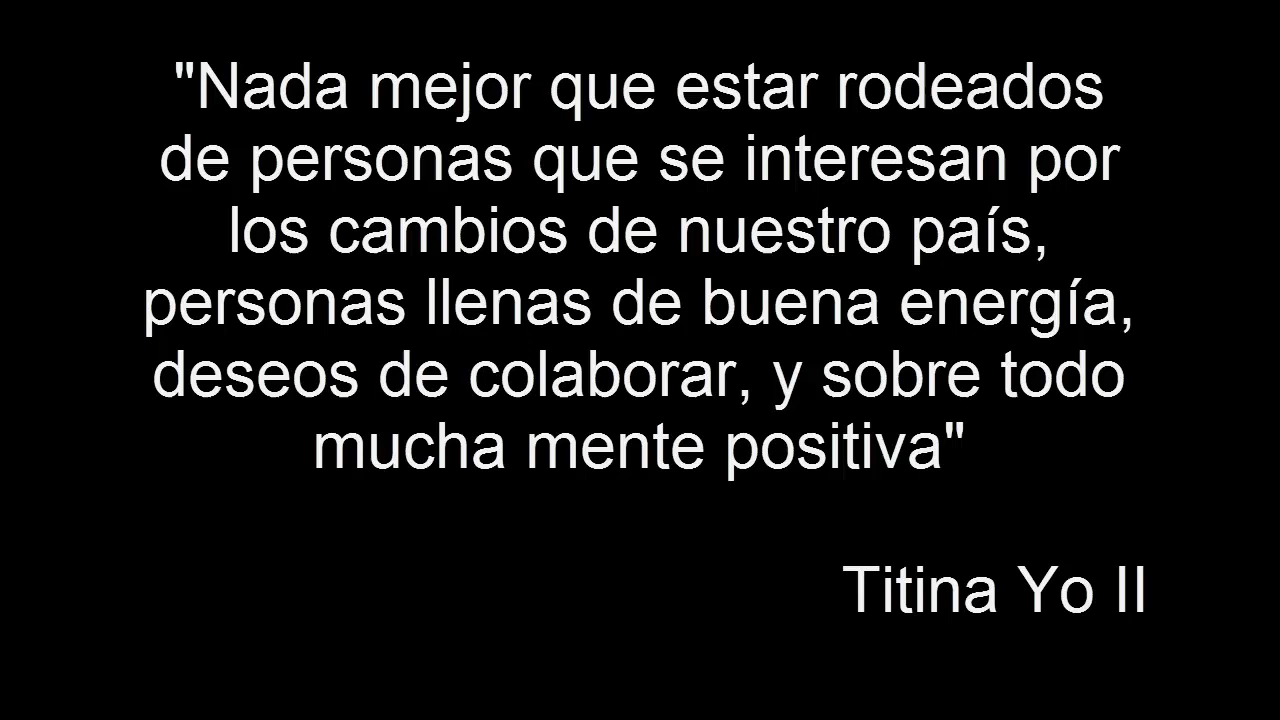 "Nada mejor que estar rodeados
de personas que se interesan por
los cambios de nuestro país,
personas llenas de buena energía,
deseos de colaborar, y sobre todo
mucha mente positiva"
Titina Yo II